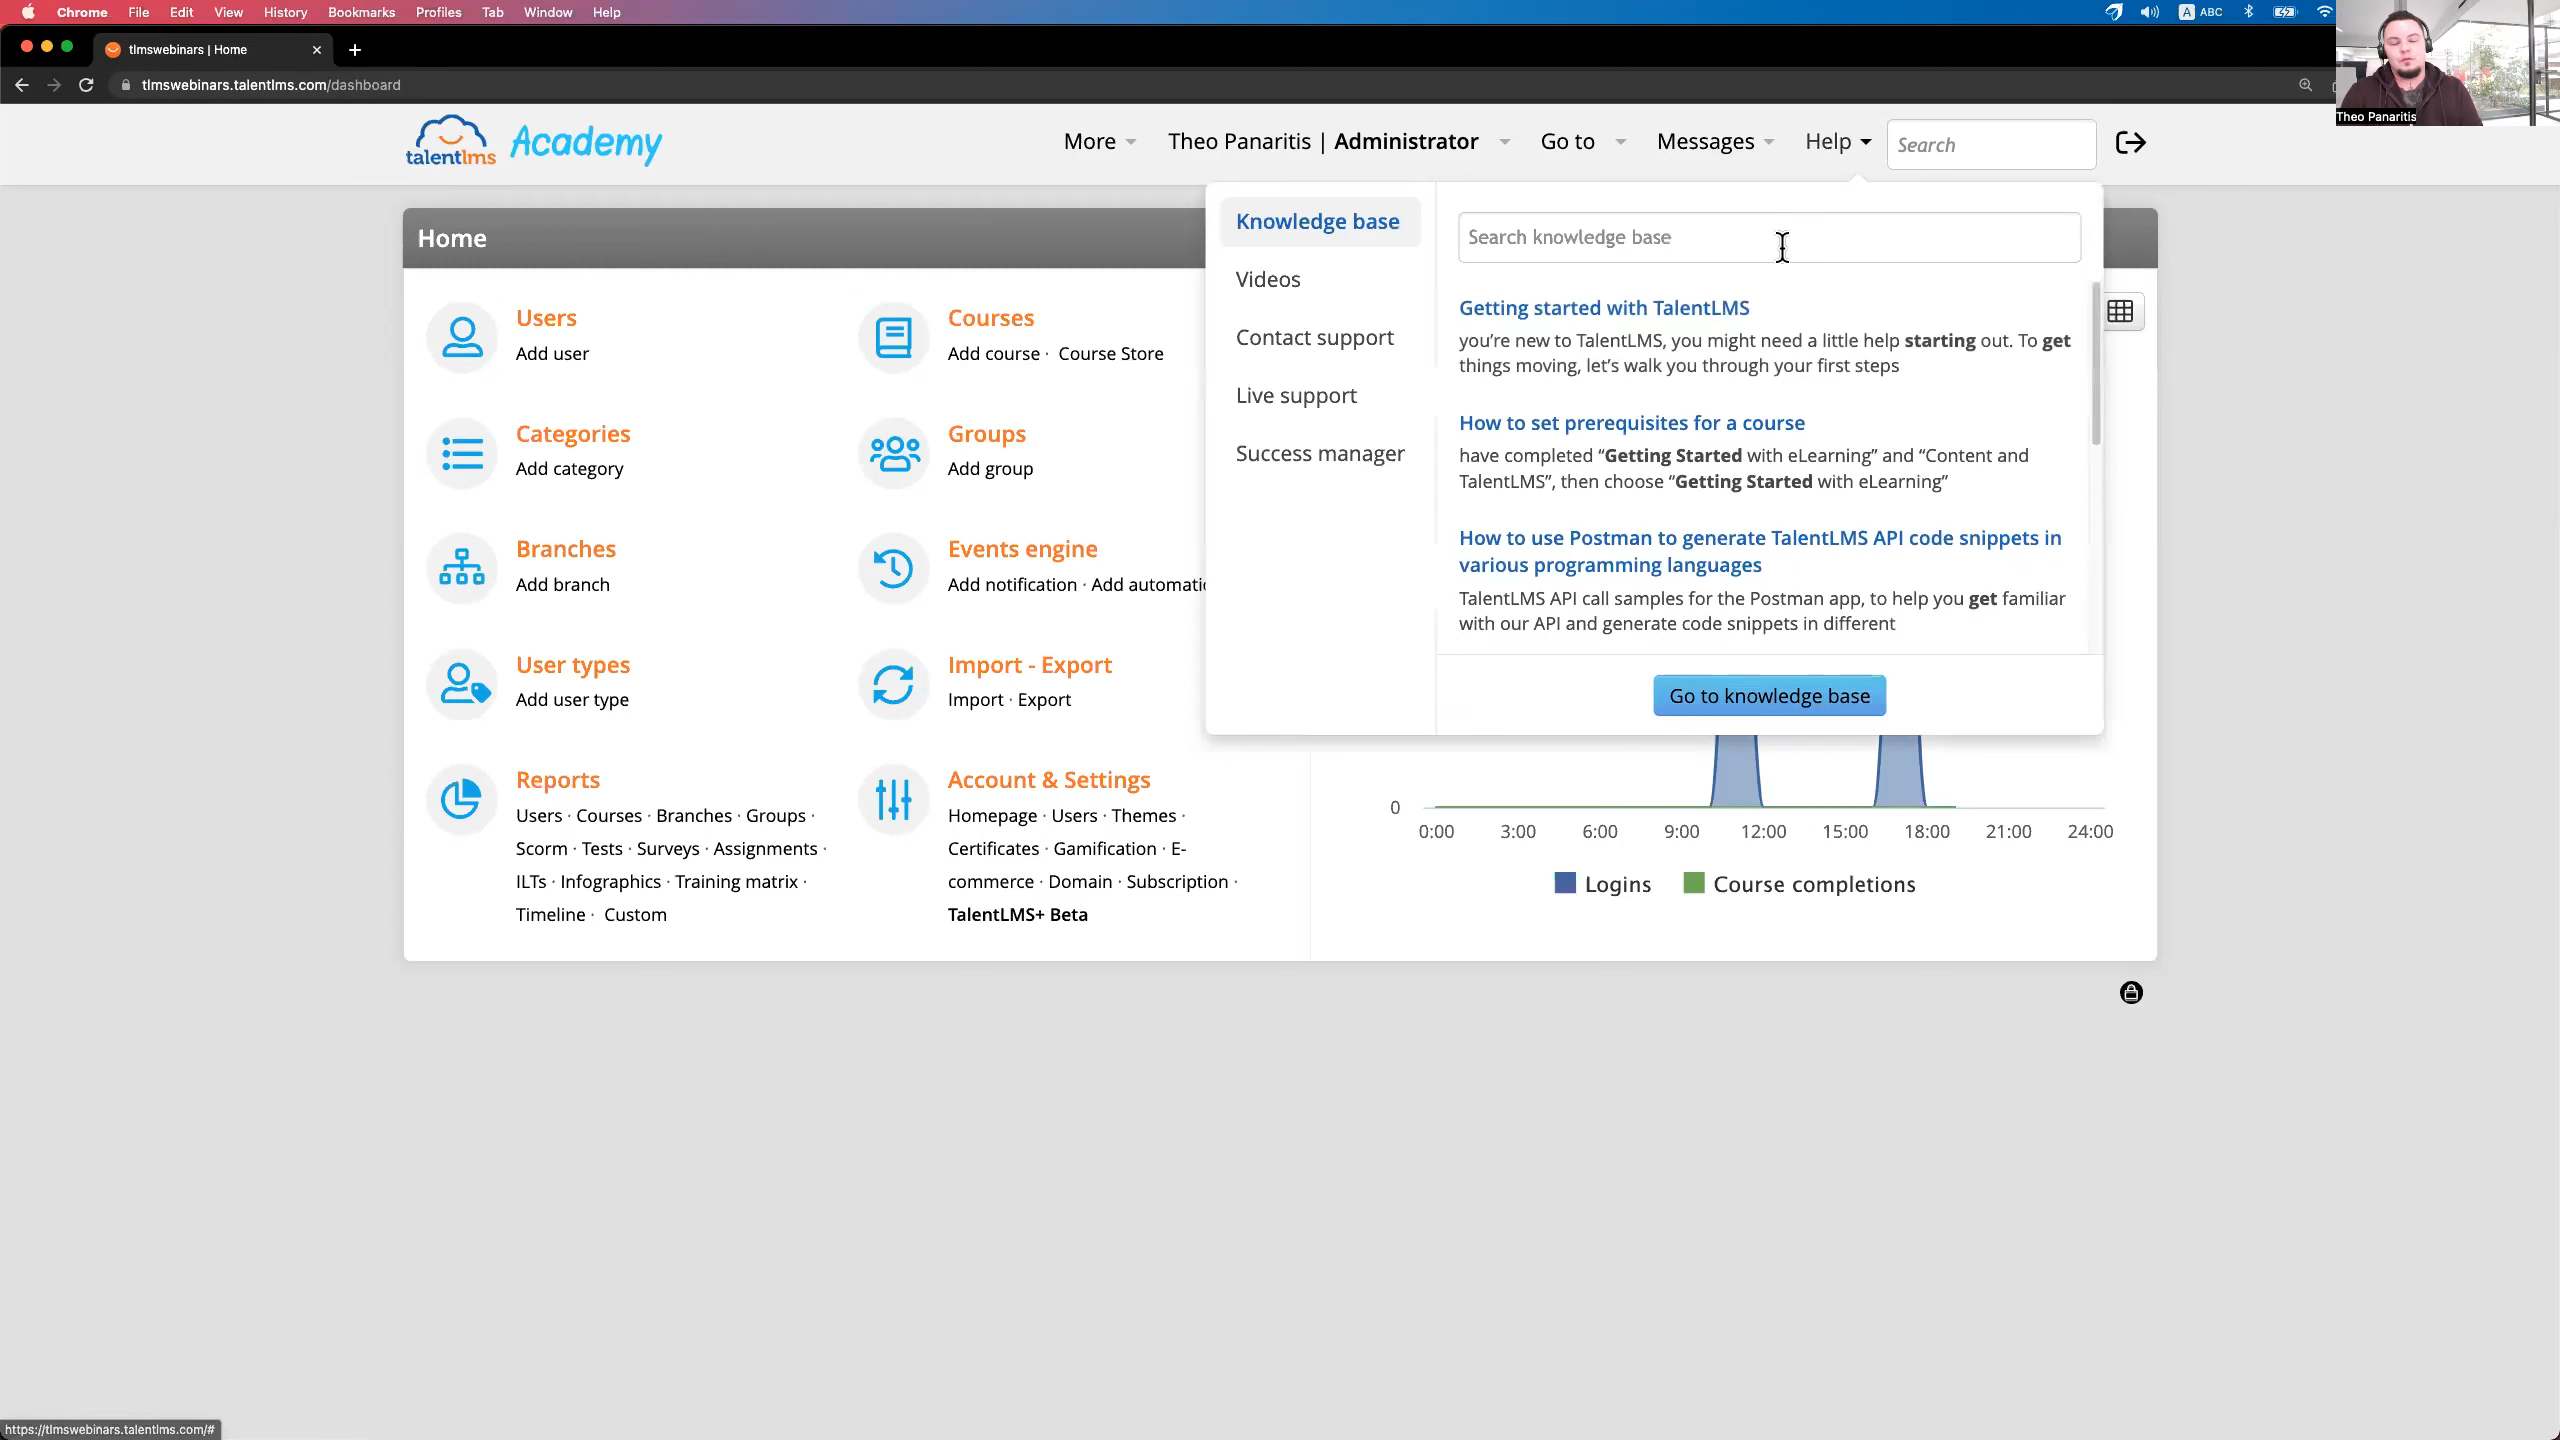 Chrome File Edit View History Bookmarks Profiles Tab Window Help
A ABC
tlmswebinars | Home
tlmswebinars.talentlms.com/dashboard
Theo Panaritis
talentlms Academy
More Theo Panaritis | Administrator Go to Messages Help Search
Home
Users
Add user
Courses
Add course · Course Store
Categories
Add category
Groups
Add group
Branches
Add branch
Events engine
Add notification · Add automatic
User types
Add user type
Import - Export
Import · Export
Reports
Users · Courses · Branches · Groups ·
Scorm · Tests · Surveys · Assignments ·
ILTs · Infographics · Training matrix ·
Timeline · Custom
Account & Settings
Homepage · Users · Themes ·
Certificates · Gamification · E-
commerce · Domain · Subscription ·
TalentLMS+ Beta
Knowledge base
Videos
Contact support
Live support
Success manager
Search knowledge base
Getting started with TalentLMS
you're new to TalentLMS, you might need a little help starting out. To get
things moving, let's walk you through your first steps
How to set prerequisites for a course
have completed “Getting Started with eLearning” and “Content and
TalentLMS”, then choose “Getting Started with eLearning”
How to use Postman to generate TalentLMS API code snippets in
various programming languages
TalentLMS API call samples for the Postman app, to help you get familiar
with our API and generate code snippets in different
Go to knowledge base
0
0:00 3:00 6:00 9:00 12:00 15:00 18:00 21:00 24:00
Logins Course completions
https://tlmswebinars.talentlms.com/#